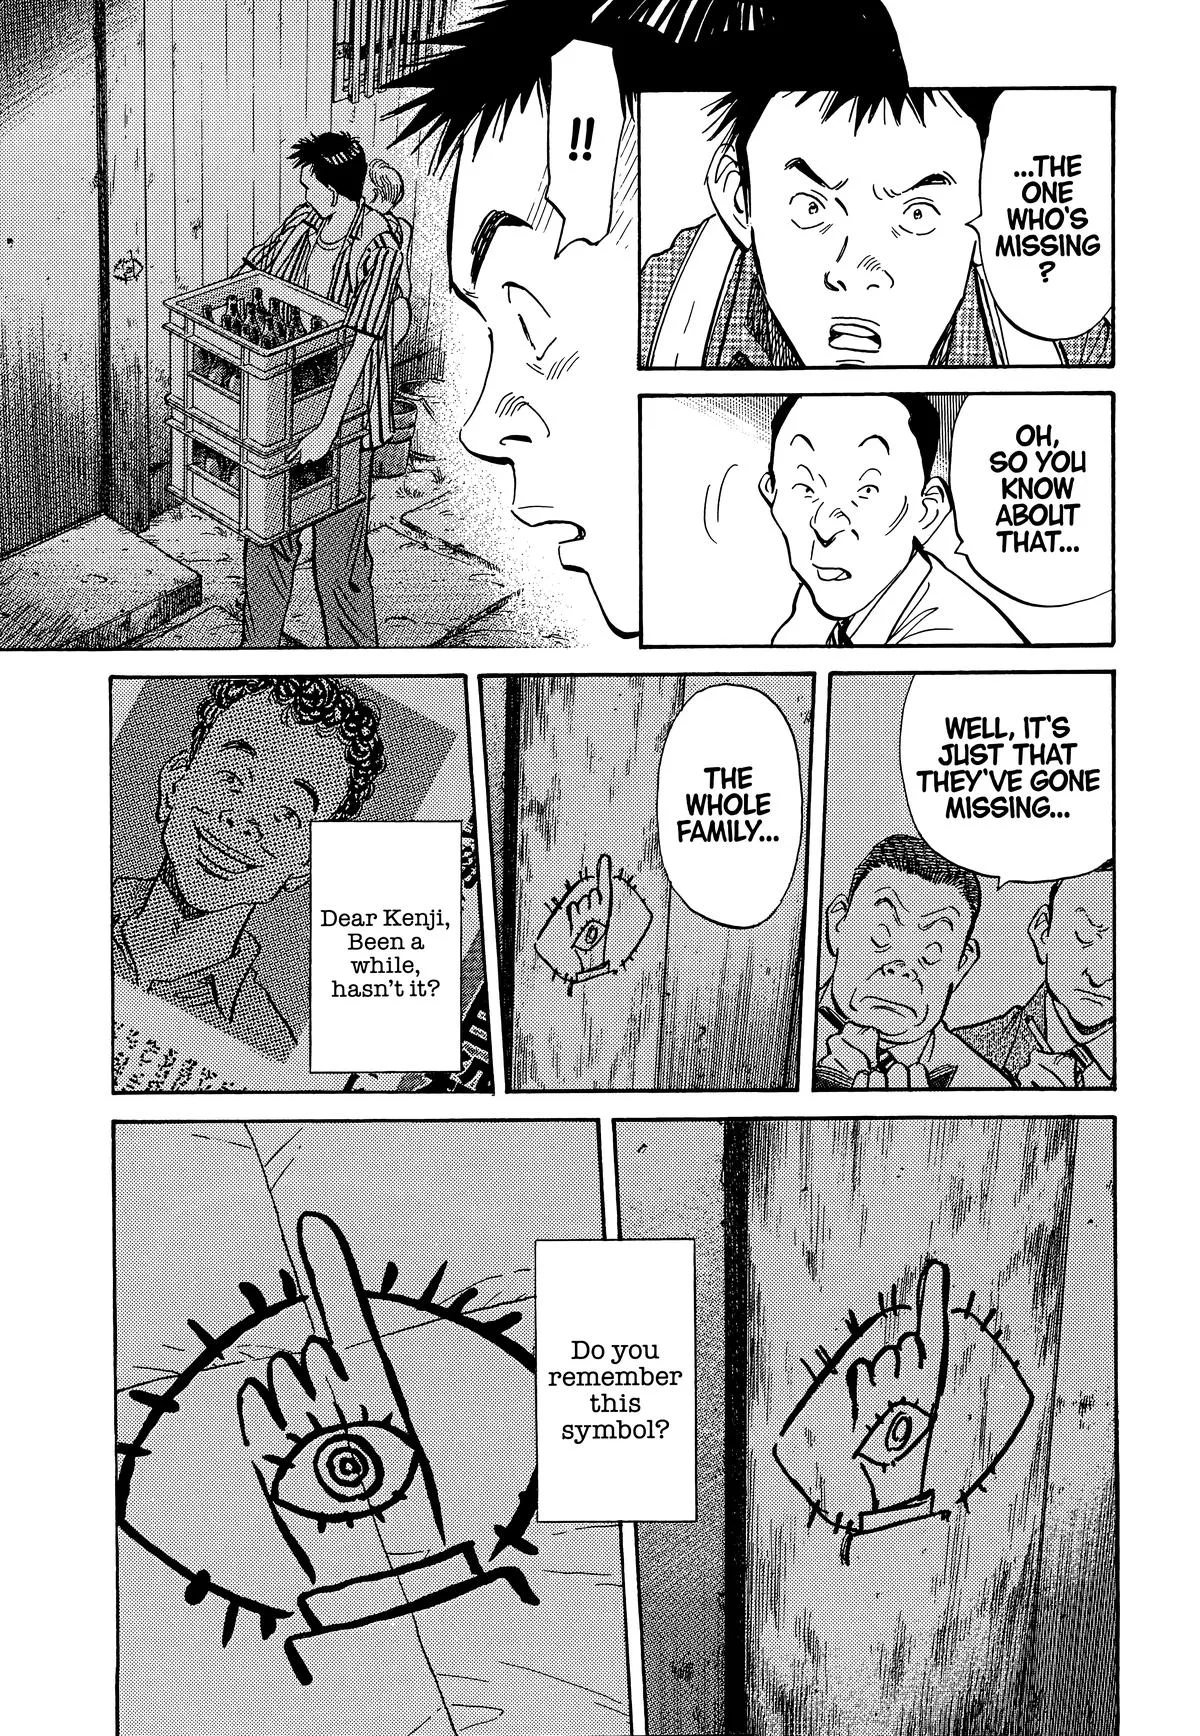 ...THE
ONE
WHO'S
MISSING
?
!!
OH,
SO YOU
KNOW
ABOUT
THAT...
WELL, IT'S
JUST THAT
THEY'VE GONE
MISSING...
THE
WHOLE
FAMILY...
Dear Kenji,
Been a
while,
hasn't it?
Do you
remember
this
symbol?